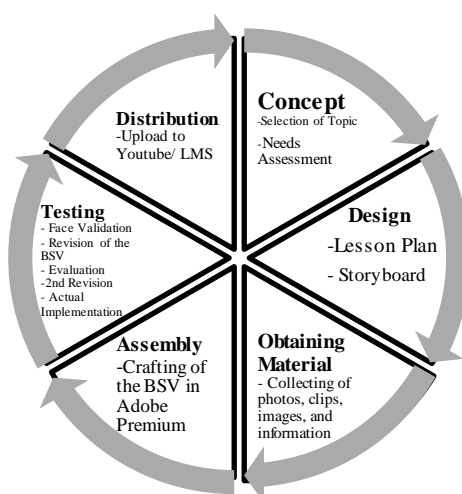 Concept
-Selection of Topic
-Needs
Assessment
Design
-Lesson Plan
- Storyboard
Obtaining
Material
- Collecting of
photos, clips,
images, and
information
Assembly
-Crafting of
the BSV in
Adobe
Premium
Testing
- Face Validation
- Revision of the
BSV
- Evaluation
-2nd Revision
- Actual
Implementation
Distribution
-Upload to
Youtube/ LMS